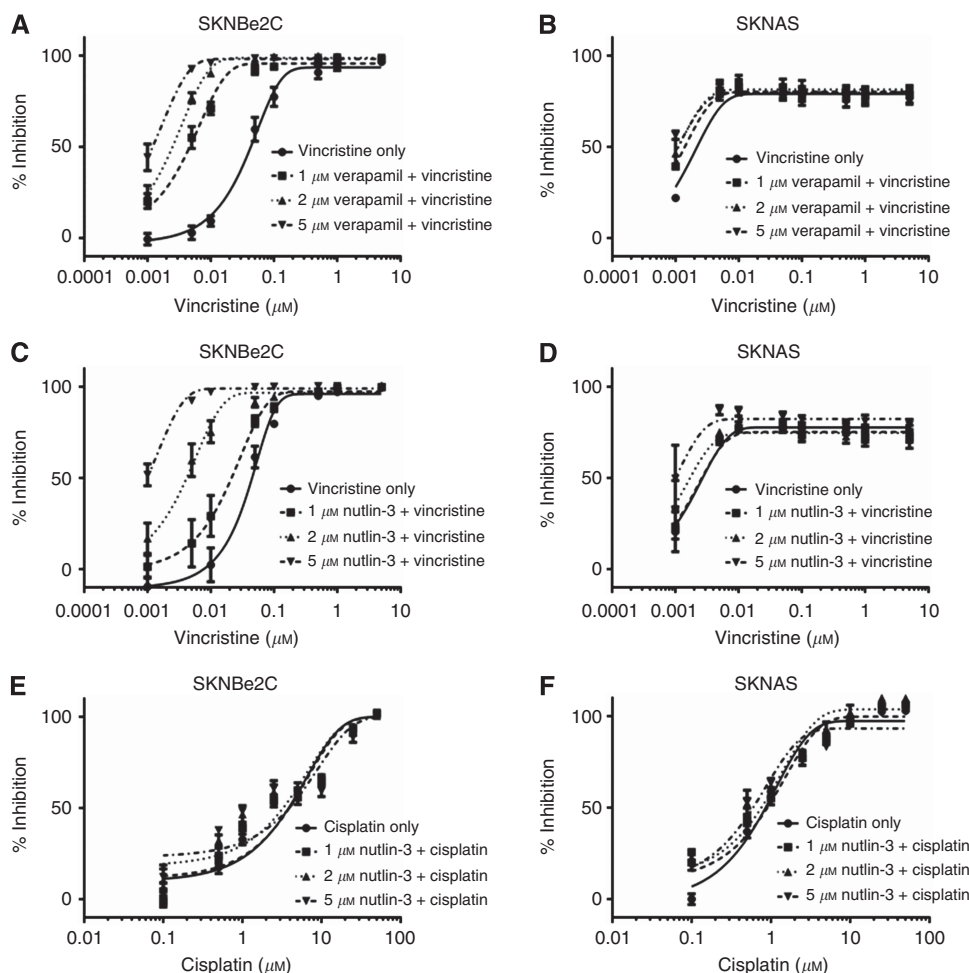 A
SKNBe2C
% Inhibition
100
50
0
Vincristine only
1 μM verapamil + vincristine
2 μM verapamil + vincristine
5 μM verapamil + vincristine
0.0001 0.001 0.01 0.1 1 10
Vincristine (μM)
B
SKNAS
% Inhibition
100
50
0
Vincristine only
1 μM verapamil + vincristine
2 μM verapamil + vincristine
5 μM verapamil + vincristine
0.0001 0.001 0.01 0.1 1 10
Vincristine (μM)
C
SKNBe2C
% Inhibition
100
50
0
Vincristine only
1 μM nutlin-3 + vincristine
2 μM nutlin-3 + vincristine
5 μM nutlin-3 + vincristine
0.0001 0.001 0.01 0.1 1 10
Vincristine (μM)
D
SKNAS
% Inhibition
100
50
0
Vincristine only
1 μM nutlin-3 + vincristine
2 μM nutlin-3 + vincristine
5 μM nutlin-3 + vincristine
0.0001 0.001 0.01 0.1 1 10
Vincristine (μM)
E
SKNBe2C
% Inhibition
100
50
0
Cisplatin only
1 μM nutlin-3 + cisplatin
2 μM nutlin-3 + cisplatin
5 μM nutlin-3 + cisplatin
0.01 0.1 1 10 100
Cisplatin (μM)
F
SKNAS
% Inhibition
100
50
0
Cisplatin only
1 μM nutlin-3 + cisplatin
2 μM nutlin-3 + cisplatin
5 μM nutlin-3 + cisplatin
0.01 0.1 1 10 100
Cisplatin (μM)